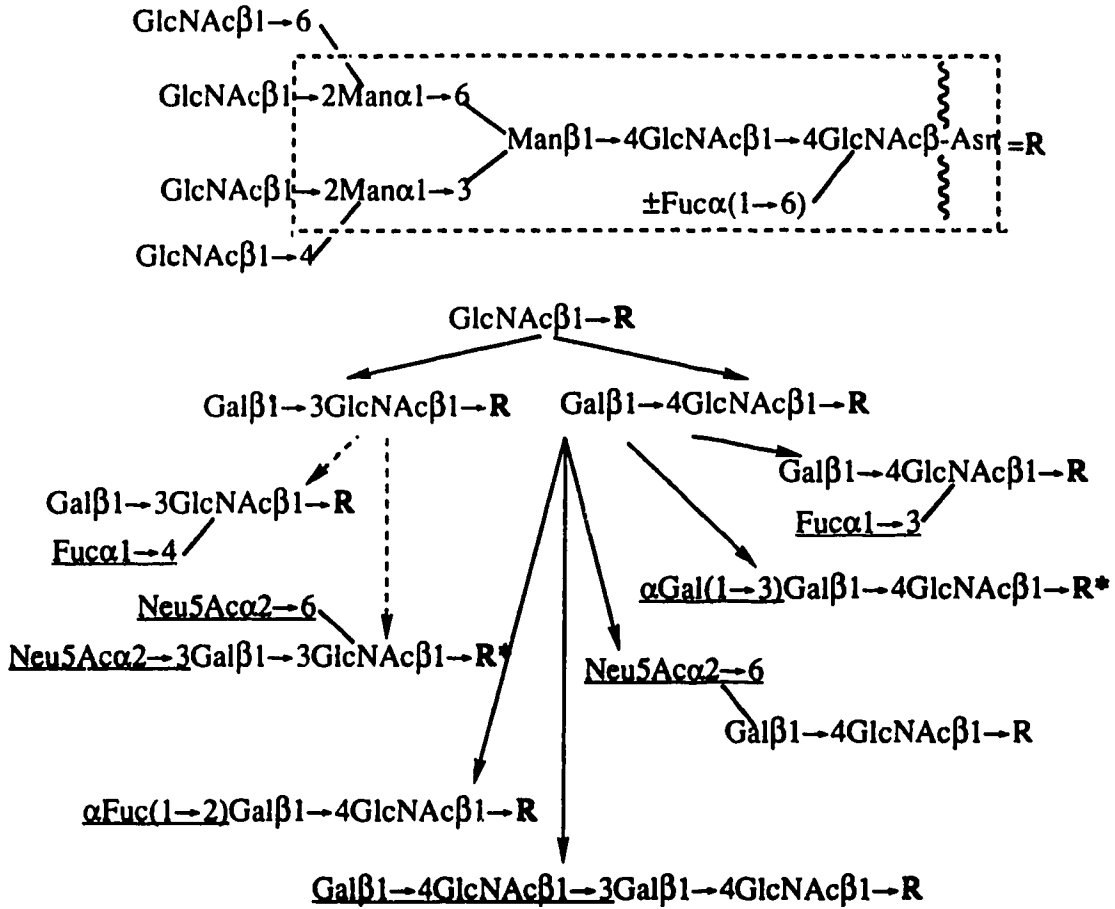 GlcNAcβ1→6
GlcNAcβ1→2Manα1→6
Manβ1→4GlcNAcβ1→4GlcNAcβ-Asn =R
GlcNAcβ1→2Manα1→3
±Fucα(1→6)
GlcNAcβ1→4
GlcNAcβ1→R
Galβ1→3GlcNAcβ1→R
Galβ1→4GlcNAcβ1→R
Galβ1→4GlcNAcβ1→R
Fucα1→3
Galβ1→3GlcNAcβ1→R
Fucα1→4
αGal(1→3)Galβ1→4GlcNAcβ1→R*
Neu5Acα2→6
Neu5Acα2→3Galβ1→3GlcNAcβ1→R*
Neu5Acα2→6
Galβ1→4GlcNAcβ1→R
αFuc(1→2)Galβ1→4GlcNAcβ1→R
Galβ1→4GlcNAcβ1→3Galβ1→4GlcNAcβ1→R